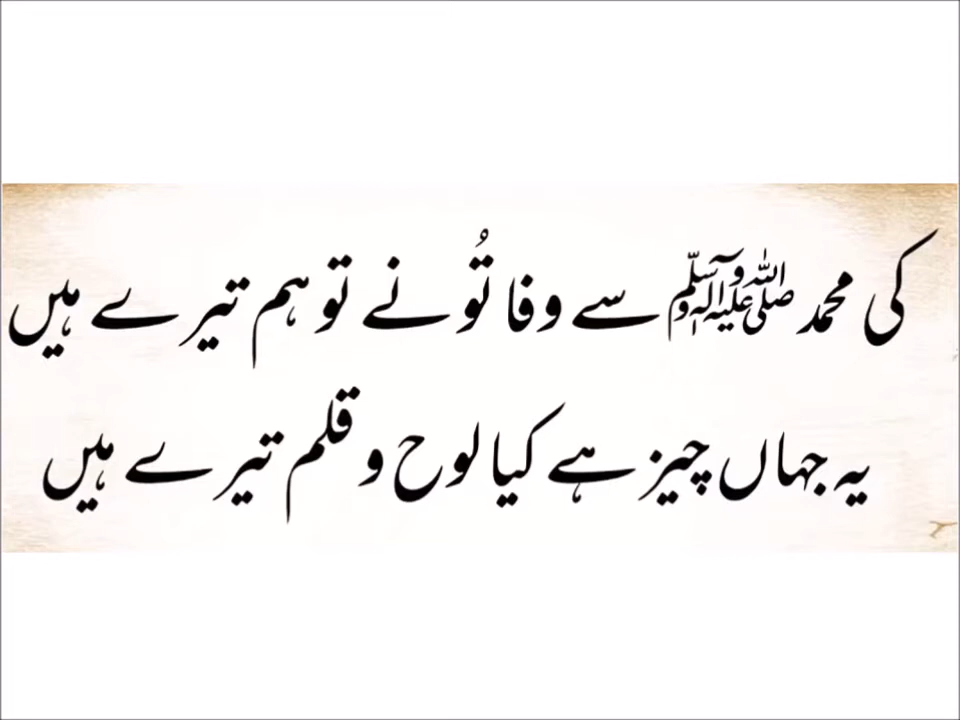 کی محمد صلی اللہ علیہ وآلہ وسلم سے وفا تُو نے تو ہم تیرے ہیں
یہ جہاں چیز ہے کیا لوح و قلم تیرے ہیں